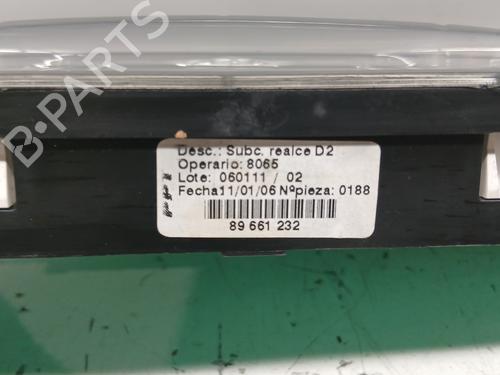 Desc.: Subc. realce D2
Operario: 8065
Lote: 060111 / 02
Fecha11/01/06 Nºpieza: 0188
89 661 232
B-PARTS